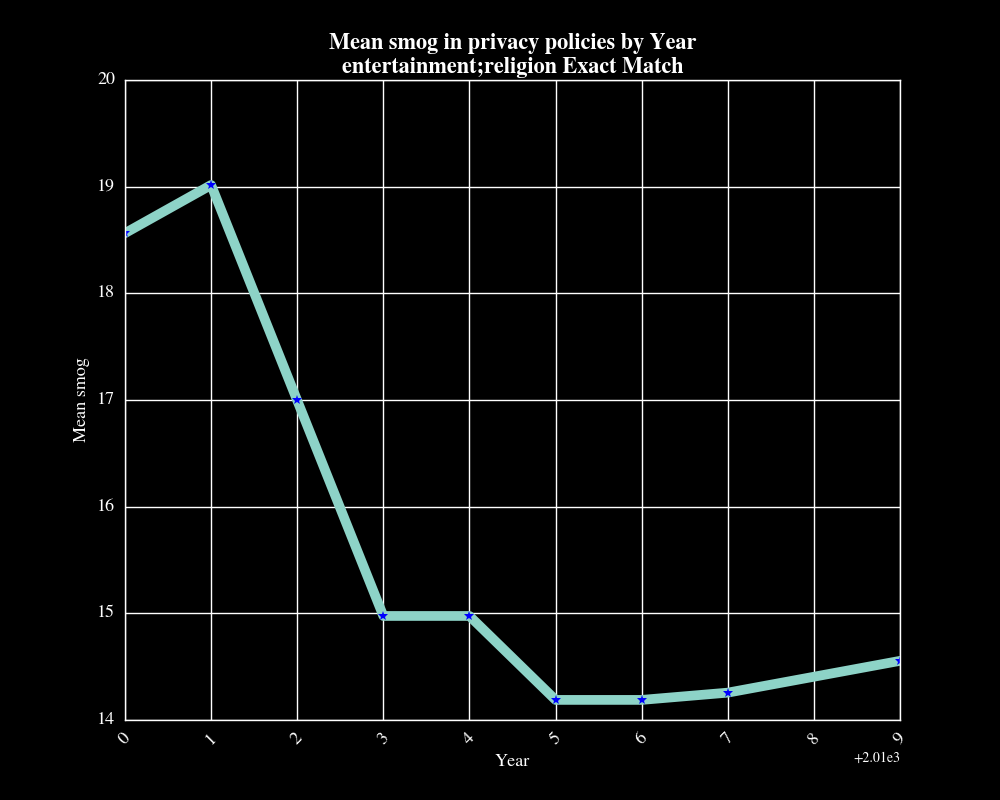 Mean smog in privacy policies by Year
entertainment;religion Exact Match
20
19
18
17
16
15
14
Mean smog
0 1 2 3 4 5 6 7 8 9
Year
+2.01e3